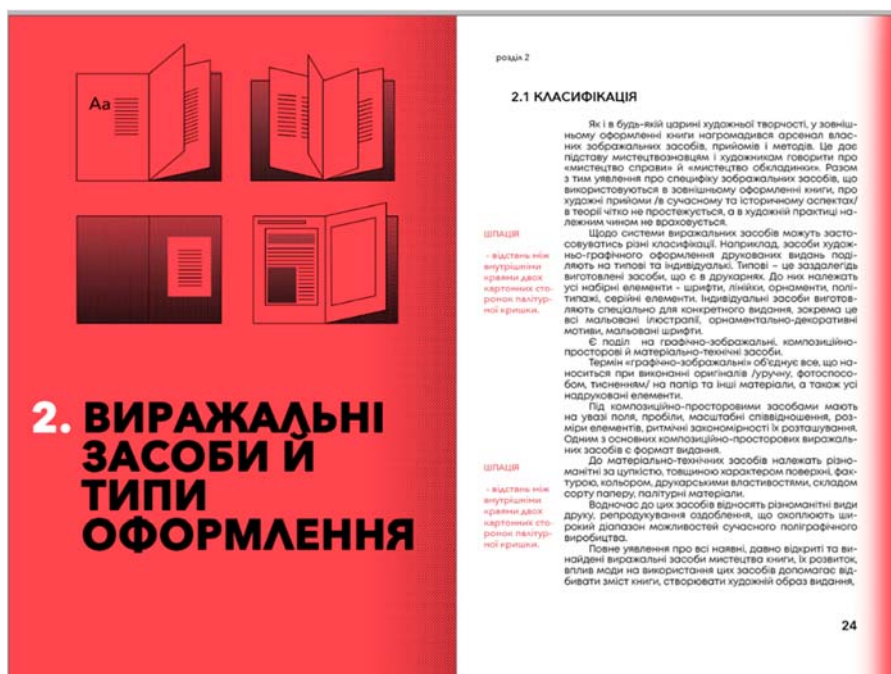 Aa
2. ВИРАЖАЛЬНІ
ЗАСОБИ Й
ТИПИ
ОФОРМЛЕННЯ
розділ 2
2.1 КЛАСИФІКАЦІЯ
Як і в будь-якій царині художньої творчості, у зовніш-
ньому оформленні книги нагромадився арсенал влас-
них зображальних засобів, прийомів і методів. Це дає
підставу мистецтвознавцям і художникам говорити про
«мистецтво справи» й «мистецтво обкладинки». Разом
з тим уявлення про специфіку зображальних засобів, що
використовуються в зовнішньому оформленні книги, про
художні прийоми /в сучасному та історичному аспектах/
в теорії чітко не простежується, а в художній практиці на-
лежним чином не враховується.
Щодо системи виражальних засобів можуть засто-
совуватись різні класифікації. Наприклад, засоби худож-
ньо-графічного оформлення друкованих видань поді-
ляють на типові та індивідуалькі. Типові – це заздалегідь
виготовлені засоби, що є в друкарнях. До них належать
усі набірні елементи - шрифти, лінійки, орнаменти, полі-
типажі, серійні елементи. Індивідуальні засоби виготов-
ляють спеціально для конкретного видання, зокрема це
всі мальовані ілюстрації, орнаментально-декоративні
мотиви, мальовані шрифти.
Є поділ на графічно-зображальні, композиційно-
просторові й матеріально-технічні засоби.
Термін «графічно-зображальні» об'єднує все, що на-
носиться при виконанні оригіналів /уручну, фотоспосо-
бом, тисненням/ на папір та інші матеріали, а також усі
надруковані елементи.
Під композиційно-просторовими засобами мають
на увазі поля, пробіли, масштабні співвідношення, роз-
міри елементів, ритмічні закономірності їх розташування.
Одним з основних композиційно-просторових виражаль-
них засобів є формат видання.
До матеріально-технічних засобів належать різно-
манітні за цупкістю, товщиною характером поверхні, фак-
турою, кольором, друкарськими властивостями, складом
сорту паперу, палітурні матеріали.
Водночас до цих засобів відносять різноманітні види
друку, репродукування оздоблення, що охоплюють ши-
рокий діапазон можливостей сучасного поліграфічного
виробництва.
Повне уявлення про всі наявні, давно відкриті та ви-
найдені виражальні засоби мистецтва книги, їх розвиток,
вплив моди на використання цих засобів допомагає від-
бивати зміст книги, створювати художній образ видання,
ШПАЦІЯ
- відстань між
внутрішніми
краями двох
картонних сто-
ронок палітур-
ної кришки.
ШПАЦІЯ
- відстань між
внутрішніми
краями двох
картонних сто-
ронок палітур-
ної кришки.
24